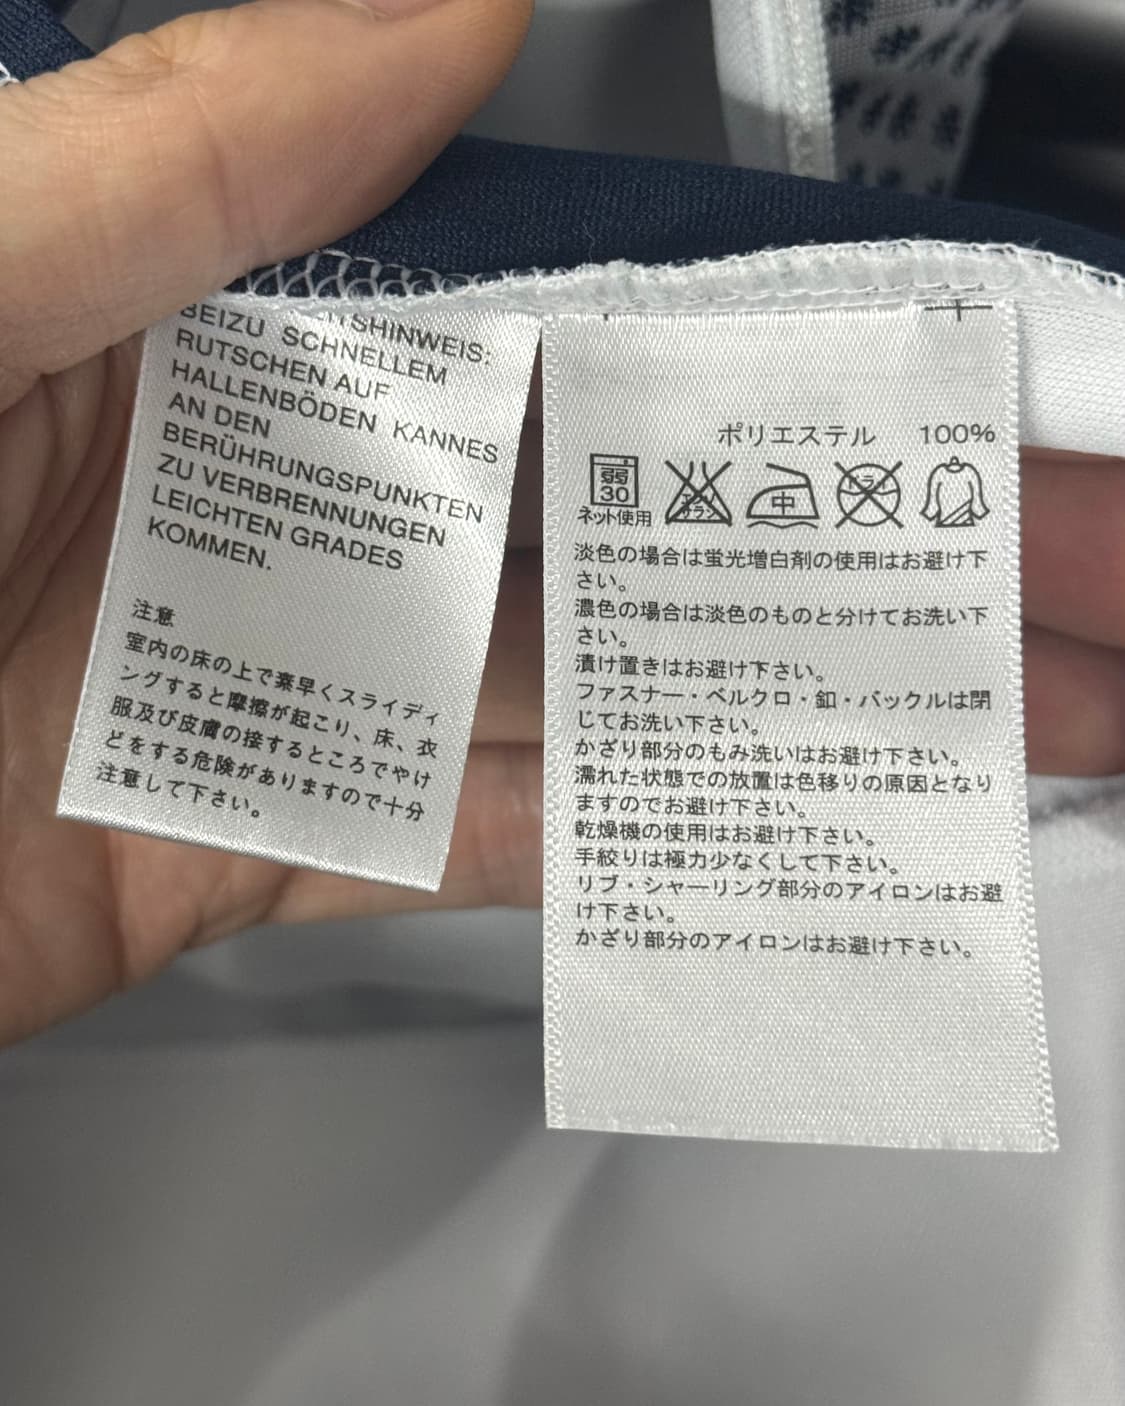 TSHINWEIS:
BEIZU SCHNELLEM
RUTSCHEN AUF
HALLENBÖDEN KANNES
AN DEN
BERÜHRUNGSPUNKTEN
ZU VERBRENNUNGEN
LEICHTEN GRADES
KOMMEN.
注意
室内の床の上で素早くスライディ
ングすると摩擦が起こり、床、衣
服及び皮膚の接するところでやけ
どをする危険がありますので十分
注意して下さい。
ポリエステル 100%
弱
30
ネット使用
エンソ
サラシ
中
ドライ
淡色の場合は蛍光増白剤の使用はお避け下
さい。
濃色の場合は淡色のものと分けてお洗い下
さい。
漬け置きはお避け下さい。
ファスナー・ベルクロ・釦・バックルは閉
じてお洗い下さい。
かざり部分のもみ洗いはお避け下さい。
濡れた状態での放置は色移りの原因となり
ますのでお避け下さい。
乾燥機の使用はお避け下さい。
手絞りは極力少なくして下さい。
リブ・シャーリング部分のアイロンはお避
け下さい。
かざり部分のアイロンはお避け下さい。